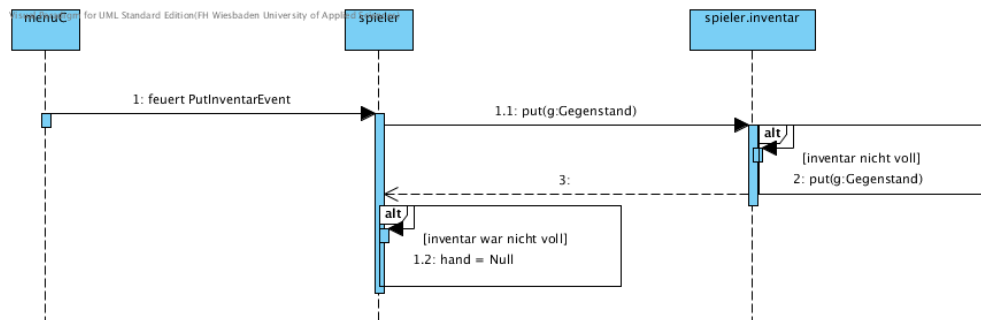 for UML Standard Edition(FH Wiesbaden University of Applied
menuC
spieler
spieler.inventar
1: feuert PutInventarEvent
1.1: put(g:Gegenstand)
alt
[inventar nicht voll]
2: put(g:Gegenstand)
3:
alt
[inventar war nicht voll]
1.2: hand = Null